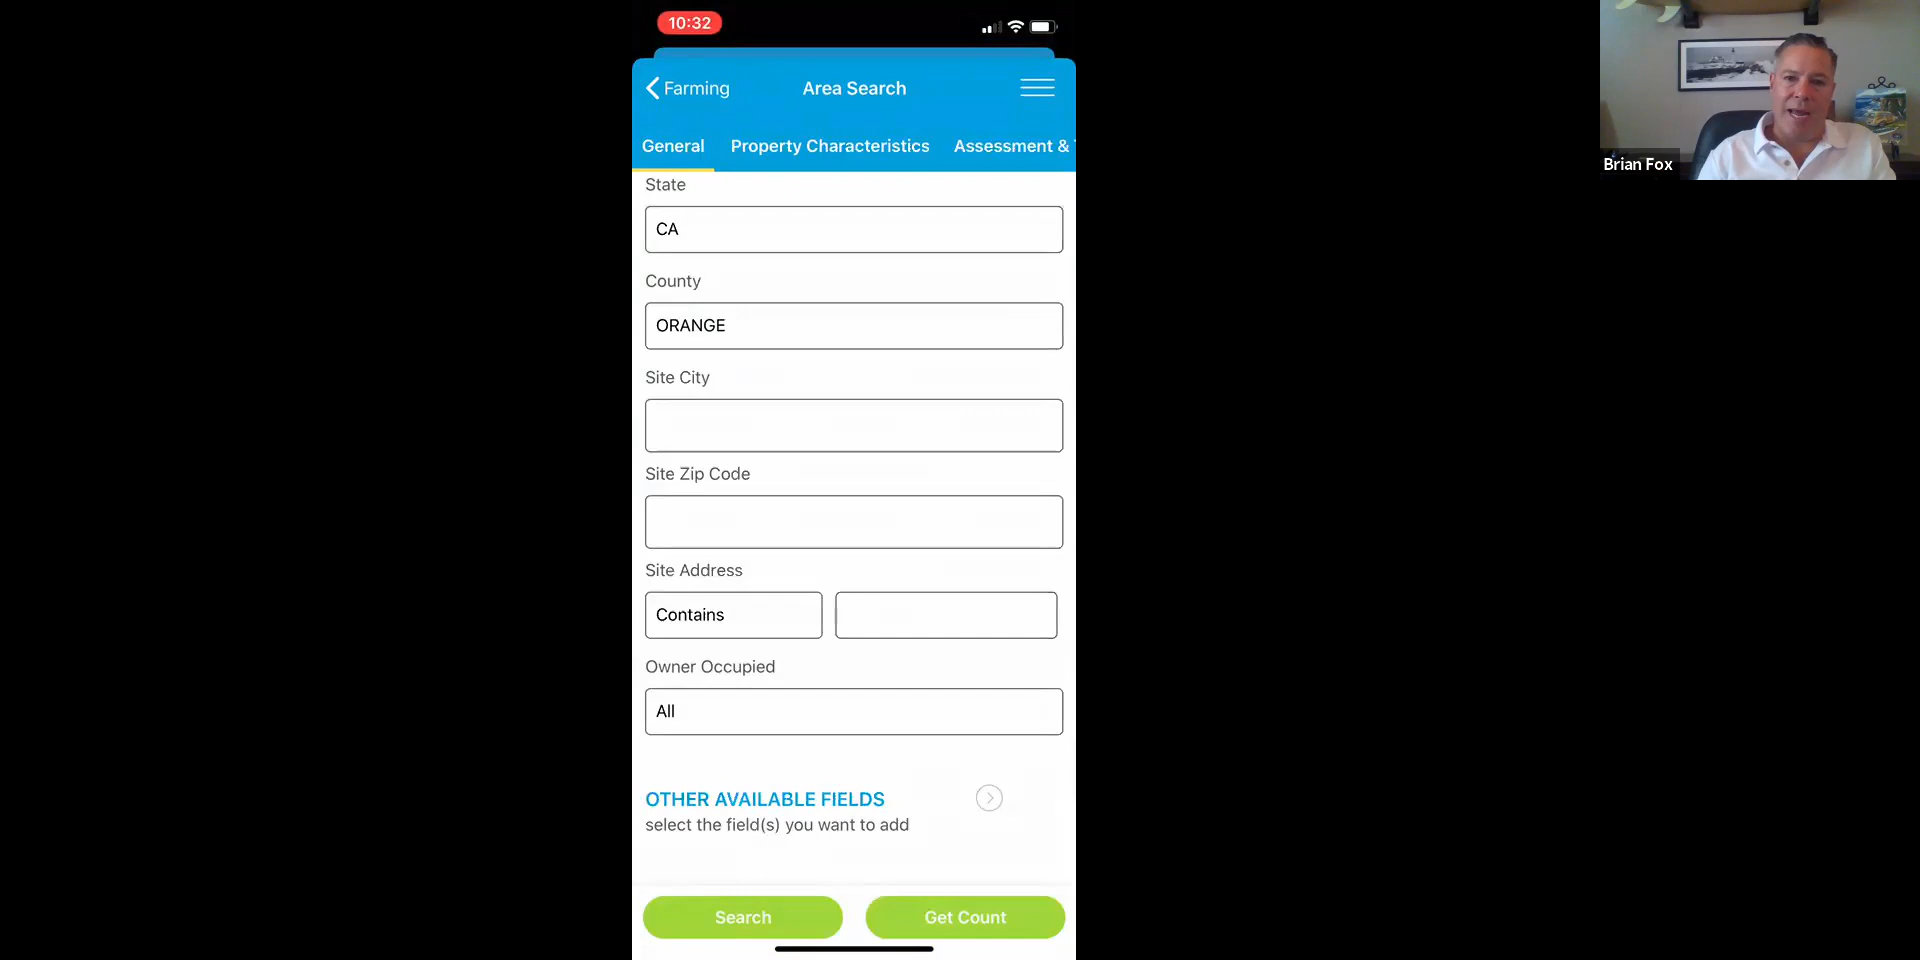 10:32
Farming
Area Search
General
Property Characteristics
Assessment &
State
CA
County
ORANGE
Site City
Site Zip Code
Site Address
Contains
Owner Occupied
All
OTHER AVAILABLE FIELDS
select the field(s) you want to add
Search
Get Count
Brian Fox